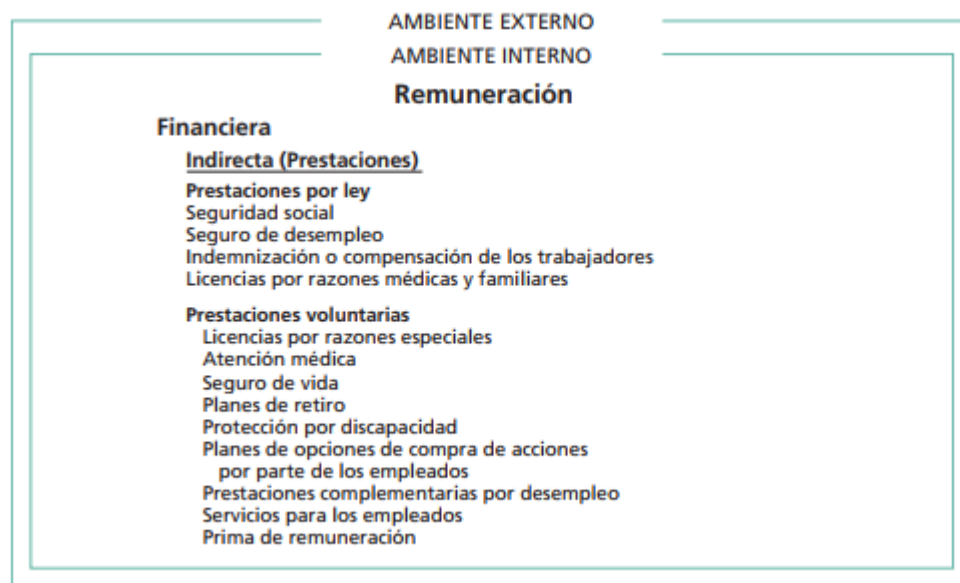 AMBIENTE EXTERNO
AMBIENTE INTERNO
Remuneración
Financiera
Indirecta (Prestaciones)
Prestaciones por ley
Seguridad social
Seguro de desempleo
Indemnización o compensación de los trabajadores
Licencias por razones médicas y familiares
Prestaciones voluntarias
Licencias por razones especiales
Atención médica
Seguro de vida
Planes de retiro
Protección por discapacidad
Planes de opciones de compra de acciones
por parte de los empleados
Prestaciones complementarias por desempleo
Servicios para los empleados
Prima de remuneración